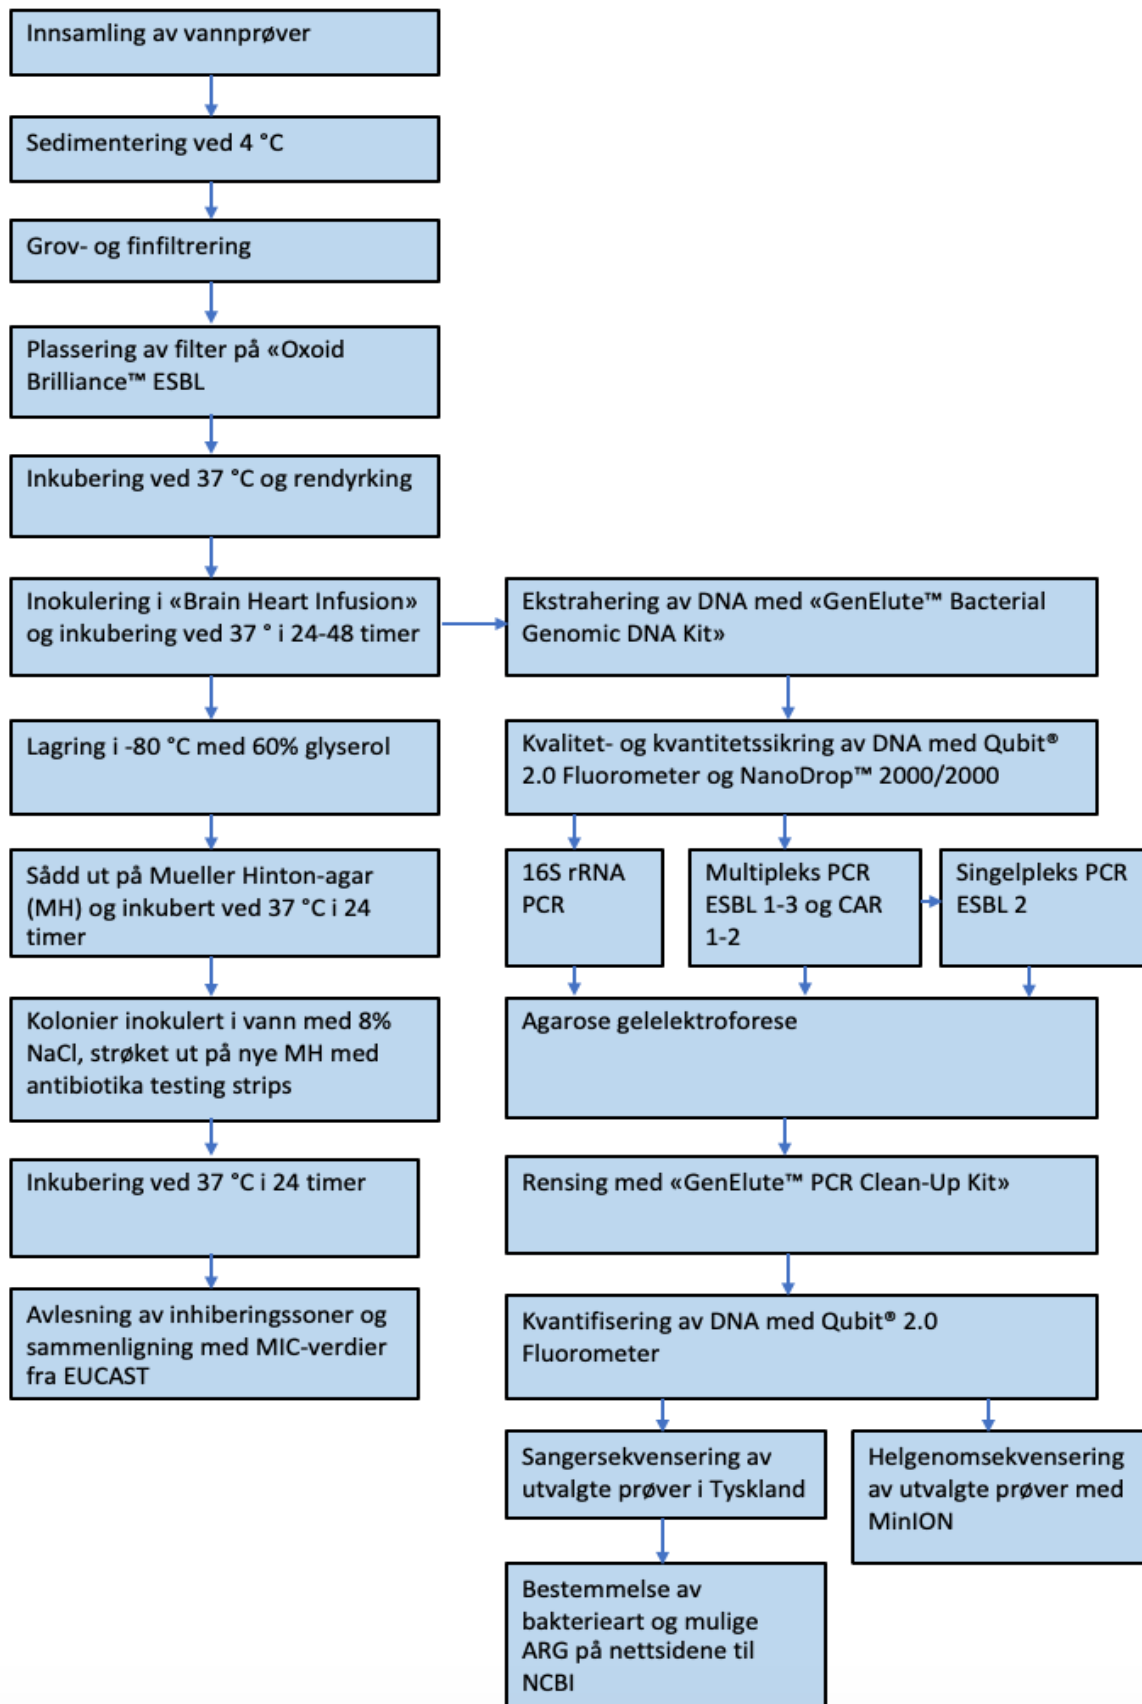 Innsamling av vannprøver
Sedimentering ved 4 °C
Grov- og finfiltrering
Plassering av filter på «Oxoid
Brilliance™ ESBL
Inkubering ved 37 °C og rendyrking
Inokulering i «Brain Heart Infusion»
og inkubering ved 37 ° i 24-48 timer
Lagring i -80 °C med 60% glyserol
Sådd ut på Mueller Hinton-agar
(MH) og inkubert ved 37 °C i 24
timer
Kolonier inokulert i vann med 8%
NaCl, strøket ut på nye MH med
antibiotika testing strips
Inkubering ved 37 °C i 24 timer
Avlesning av inhiberingssoner og
sammenligning med MIC-verdier
fra EUCAST
Ekstrahering av DNA med «GenElute™ Bacterial
Genomic DNA Kit»
Kvalitet- og kvantitetssikring av DNA med Qubit®
2.0 Fluorometer og NanoDrop™ 2000/2000
16S rRNA
PCR
Multipleks PCR
ESBL 1-3 og CAR
1-2
Singelpleks PCR
ESBL 2
Agarose gelelektroforese
Rensing med «GenElute™ PCR Clean-Up Kit»
Kvantifisering av DNA med Qubit® 2.0
Fluorometer
Sangersekvensering av
utvalgte prøver i Tyskland
Helgenomsekvensering
av utvalgte prøver med
MinION
Bestemmelse av
bakterieart og mulige
ARG på nettsidene til
NCBI